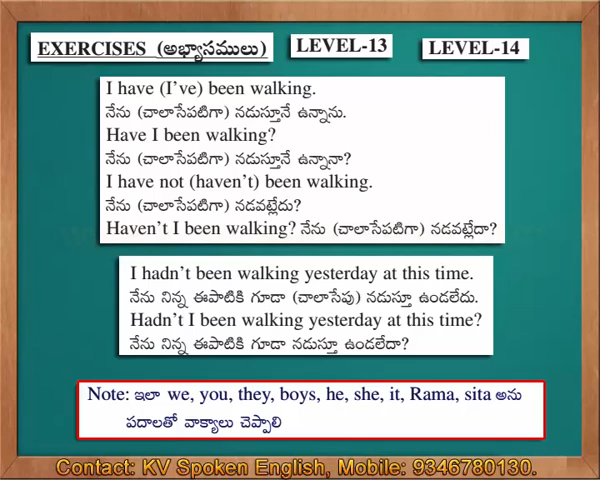 EXERCISES (అభ్యాసములు) LEVEL-13 LEVEL-14
I have (I've) been walking.
నేను (చాలాసేపటిగా) నడుస్తూనే ఉన్నాను.
Have I been walking?
నేను (చాలాసేపటిగా) నడుస్తూనే ఉన్నానా?
I have not (haven't) been walking.
నేను (చాలాసేపటిగా) నడవట్లేదు?
Haven't I been walking? నేను (చాలాసేపటిగా) నడవట్లేదా?
I hadn't been walking yesterday at this time.
నేను నిన్న ఈపాటికి గూడా (చాలాసేపు) నడుస్తూ ఉండలేదు.
Hadn't I been walking yesterday at this time?
నేను నిన్న ఈపాటికి గూడా నడుస్తూ ఉండలేదా?
Note: ఇలా we, you, they, boys, he, she, it, Rama, sita అను
పదాలతో వాక్యాలు చెప్పాలి
Contact: KV Spoken English, Mobile: 9346780130.